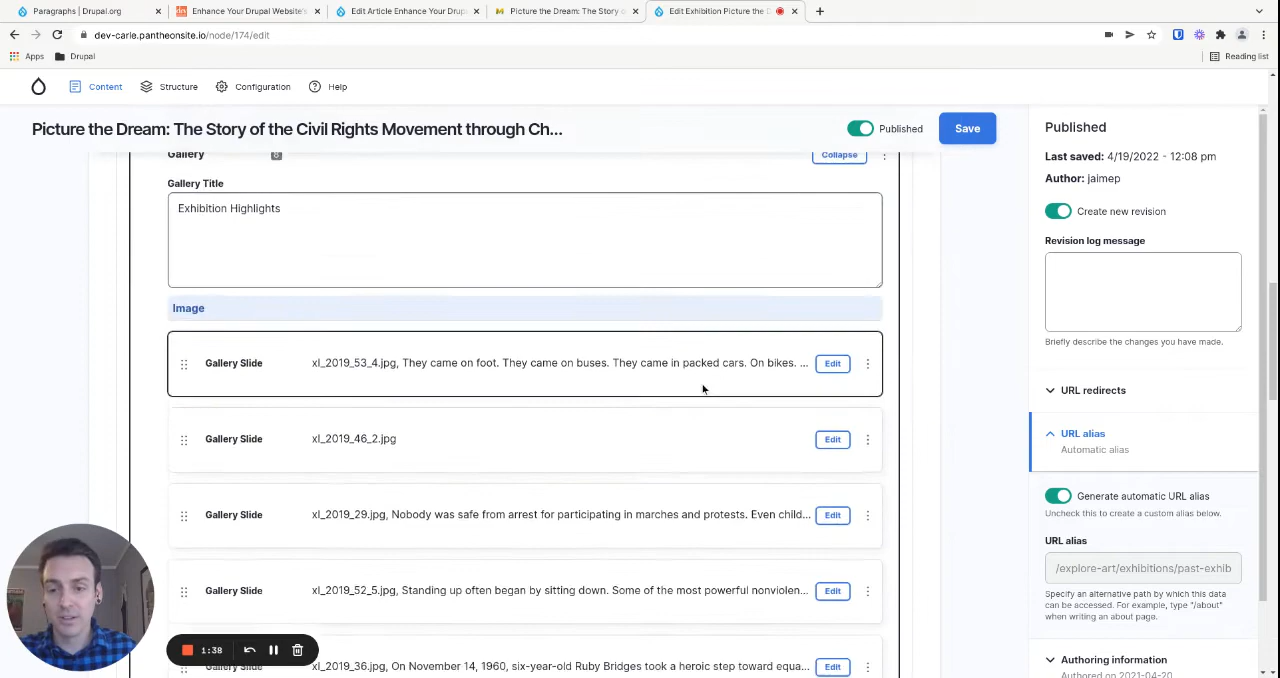 Paragraphs | Drupal.org
Enhance Your Drupal Website's
Edit Article Enhance Your Drup
Picture the Dream: The Story o
Edit Exhibition Picture the D
dev-carle.pantheonsite.io/node/174/edit
Apps
Drupal
Reading list
Content
Structure
Configuration
Help
Picture the Dream: The Story of the Civil Rights Movement through Ch...
Published
Save
Gallery
8
Collapse
Gallery Title
Exhibition Highlights
Image
Gallery Slide
xl_2019_53_4.jpg, They came on foot. They came on buses. They came in packed cars. On bikes. ...
Edit
Gallery Slide
xl_2019_46_2.jpg
Edit
Gallery Slide
xl_2019_29.jpg, Nobody was safe from arrest for participating in marches and protests. Even child...
Edit
Gallery Slide
xl_2019_52_5.jpg, Standing up often began by sitting down. Some of the most powerful nonviolen...
Edit
Gallery Slide
xl_2019_36.jpg, On November 14, 1960, six-year-old Ruby Bridges took a heroic step toward equa...
Edit
1:38
Published
Last saved: 4/19/2022 - 12:08 pm
Author: jaimep
Create new revision
Revision log message
Briefly describe the changes you have made.
URL redirects
URL alias
Automatic alias
Generate automatic URL alias
Uncheck this to create a custom alias below.
URL alias
/explore-art/exhibitions/past-exhib
Specify an alternative path by which this data
can be accessed. For example, type "/about"
when writing an about page.
Authoring information
Authored on 2021-04-20